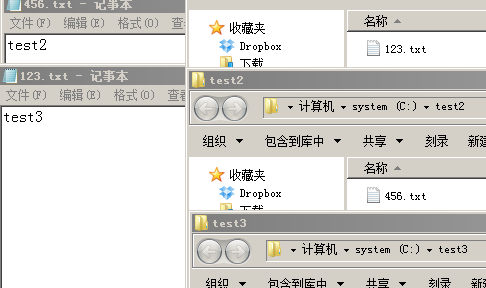 456.txt - 记事本
文件(F) 编辑(E) 格式(O) 查看
test2
123.txt - 记事本
文件(F) 编辑(E) 格式(O) 查看
test3
收藏夹
Dropbox
下载
名称
123.txt
test2
计算机 system (C:) test2
组织 包含到库中 共享 刻录 新建
收藏夹
Dropbox
名称
456.txt
test3
计算机 system (C:) test3
组织 包含到库中 共享 刻录 新建